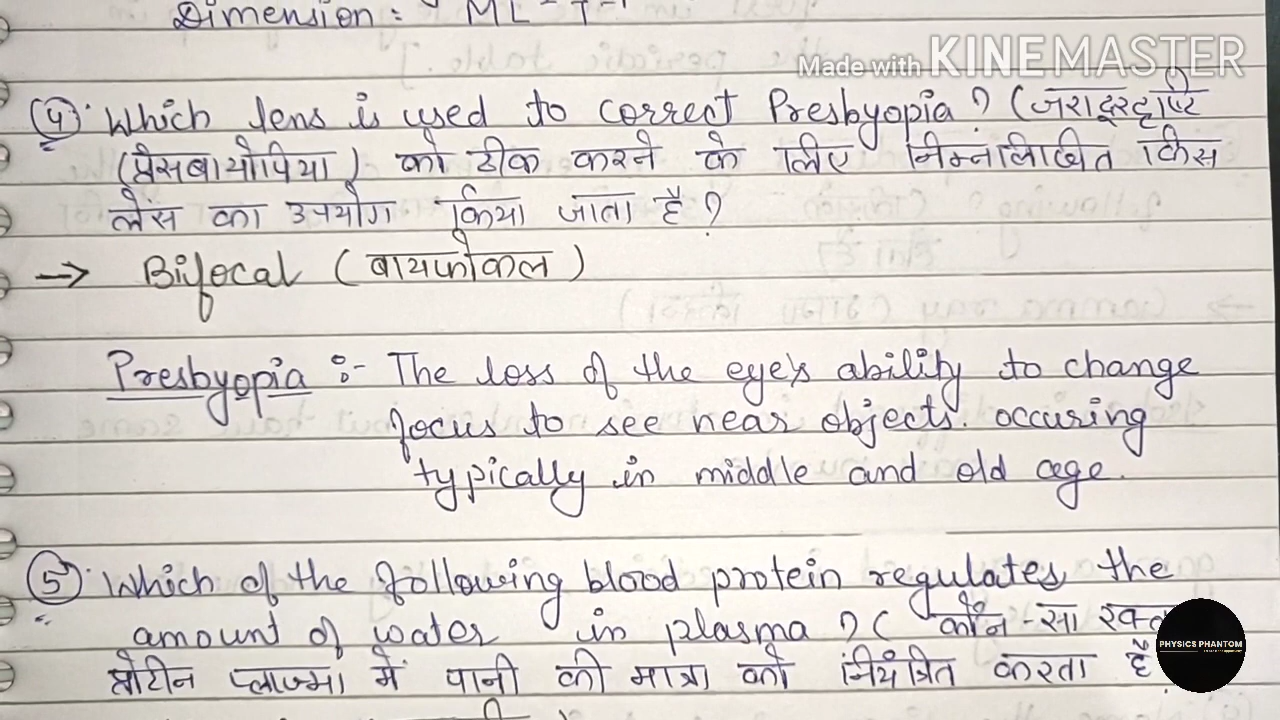 Dimension :- ML T
Made with KINEMASTER
④. Which lens is used to correct Presbyopia? (जरादूरदृष्टि
(प्रेसबायोपिया) को ठीक करने के लिए निम्नलिखित किस
लेंस का उपयोग किया जाता है?
→ Bifocal (बायफोकल)
Presbyopia :- The loss of the eye's ability to change
focus to see near objects. occuring
typically in middle and old age.
⑤. Which of the following blood protein regulates the
amount of water in plasma? ( कौन-सा रक्त
PHYSICS PHANTOM
प्रोटीन प्लाज्मा में पानी की मात्रा को नियंत्रित करता है